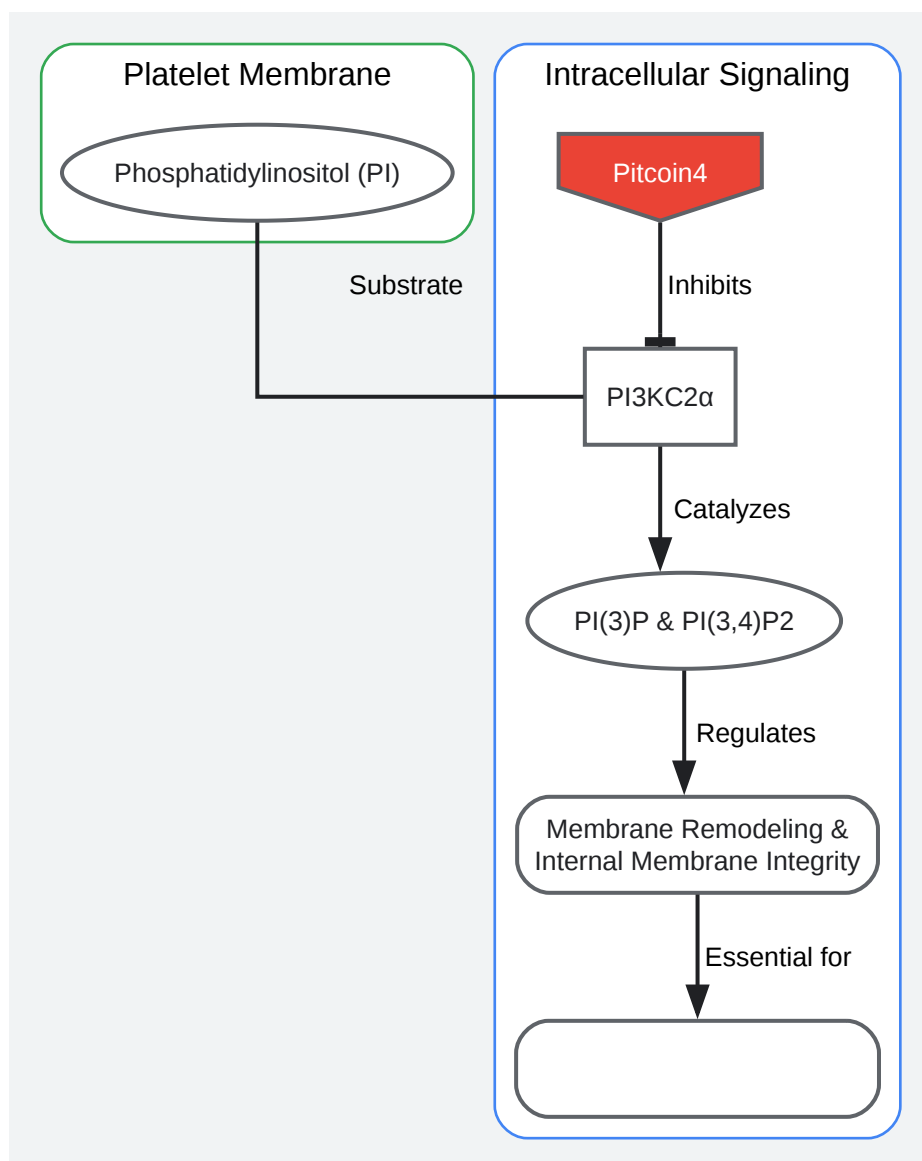 Platelet Membrane
Intracellular Signaling
Phosphatidylinositol (PI)
Pitcoin4
Substrate
Inhibits
PI3KC2α
Catalyzes
PI(3)P & PI(3,4)P2
Regulates
Membrane Remodeling &
Internal Membrane Integrity
Essential for